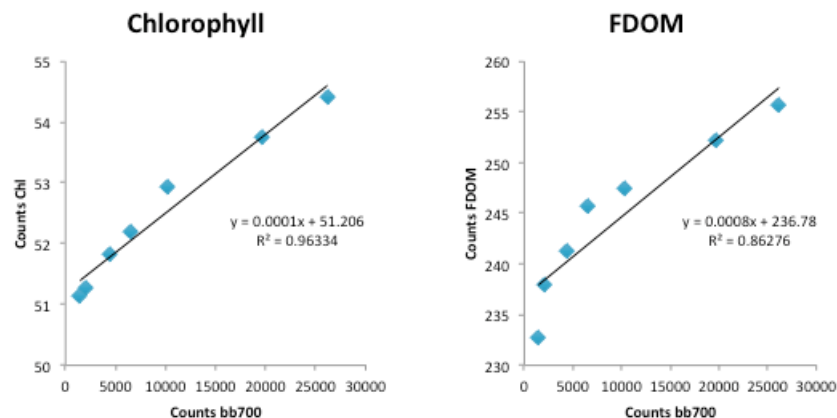 Chlorophyll
55
54
53
52
51
50
Counts Chl
y = 0.0001x + 51.206
R² = 0.96334
0 5000 10000 15000 20000 25000 30000
Counts bb700
FDOM
260
255
250
245
240
235
230
Counts FDOM
y = 0.0008x + 236.78
R² = 0.86276
0 5000 10000 15000 20000 25000 30000
Counts bb700